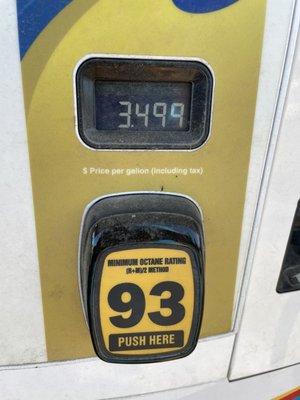 3.499
$ Price per gallon (including tax)
MINIMUM OCTANE RATING
(R+M)/2 METHOD
93
PUSH HERE